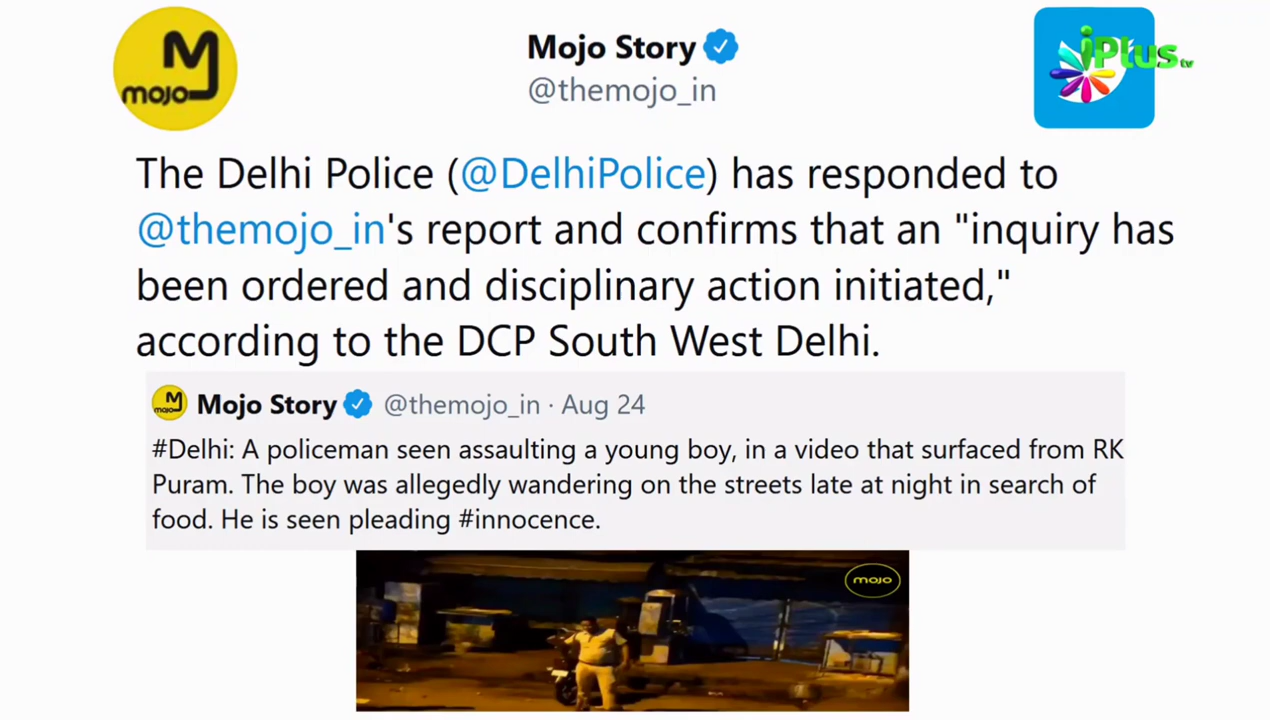 mojo
Mojo Story
@themojo_in
iPlus tv
The Delhi Police (@DelhiPolice) has responded to
@themojo_in's report and confirms that an "inquiry has
been ordered and disciplinary action initiated,"
according to the DCP South West Delhi.
mojo
Mojo Story @themojo_in · Aug 24
#Delhi: A policeman seen assaulting a young boy, in a video that surfaced from RK
Puram. The boy was allegedly wandering on the streets late at night in search of
food. He is seen pleading #innocence.
mojo